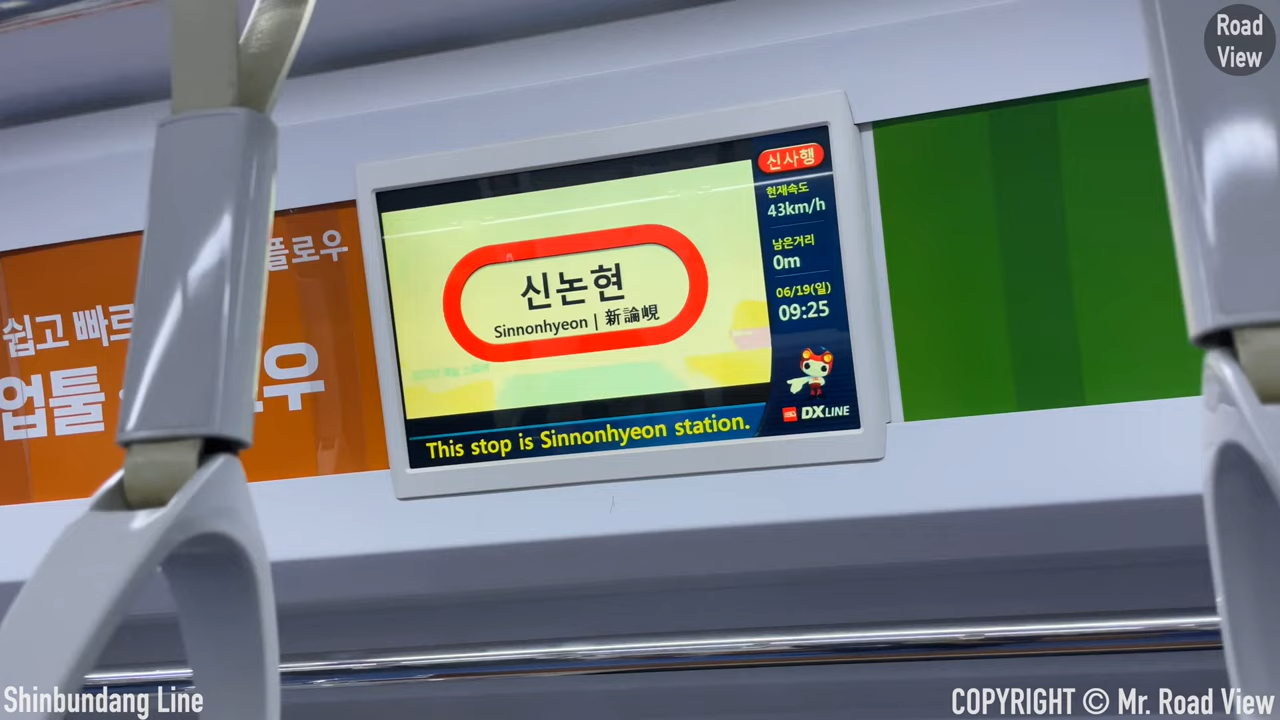 Road
View
플로우
쉽고 빠르
업툴
우
신논현
Sinnonhyeon | 新論峴
This stop is Sinnonhyeon station.
신사행
현재속도
43km/h
남은거리
0m
06/19(일)
09:25
DXLINE
Shinbundang Line
COPYRIGHT © Mr. Road View